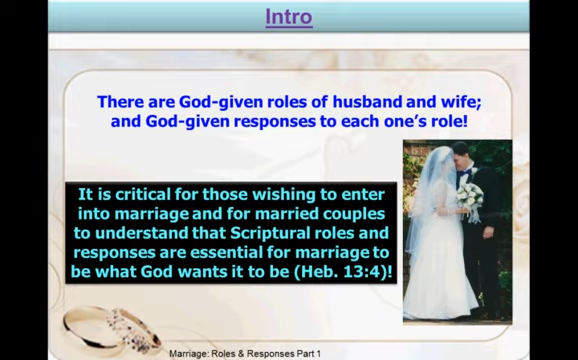 Intro
There are God-given roles of husband and wife;
and God-given responses to each one's role!
It is critical for those wishing to enter
into marriage and for married couples
to understand that Scriptural roles and
responses are essential for marriage to
be what God wants it to be (Heb. 13:4)!
Marriage: Roles & Responses Part 1